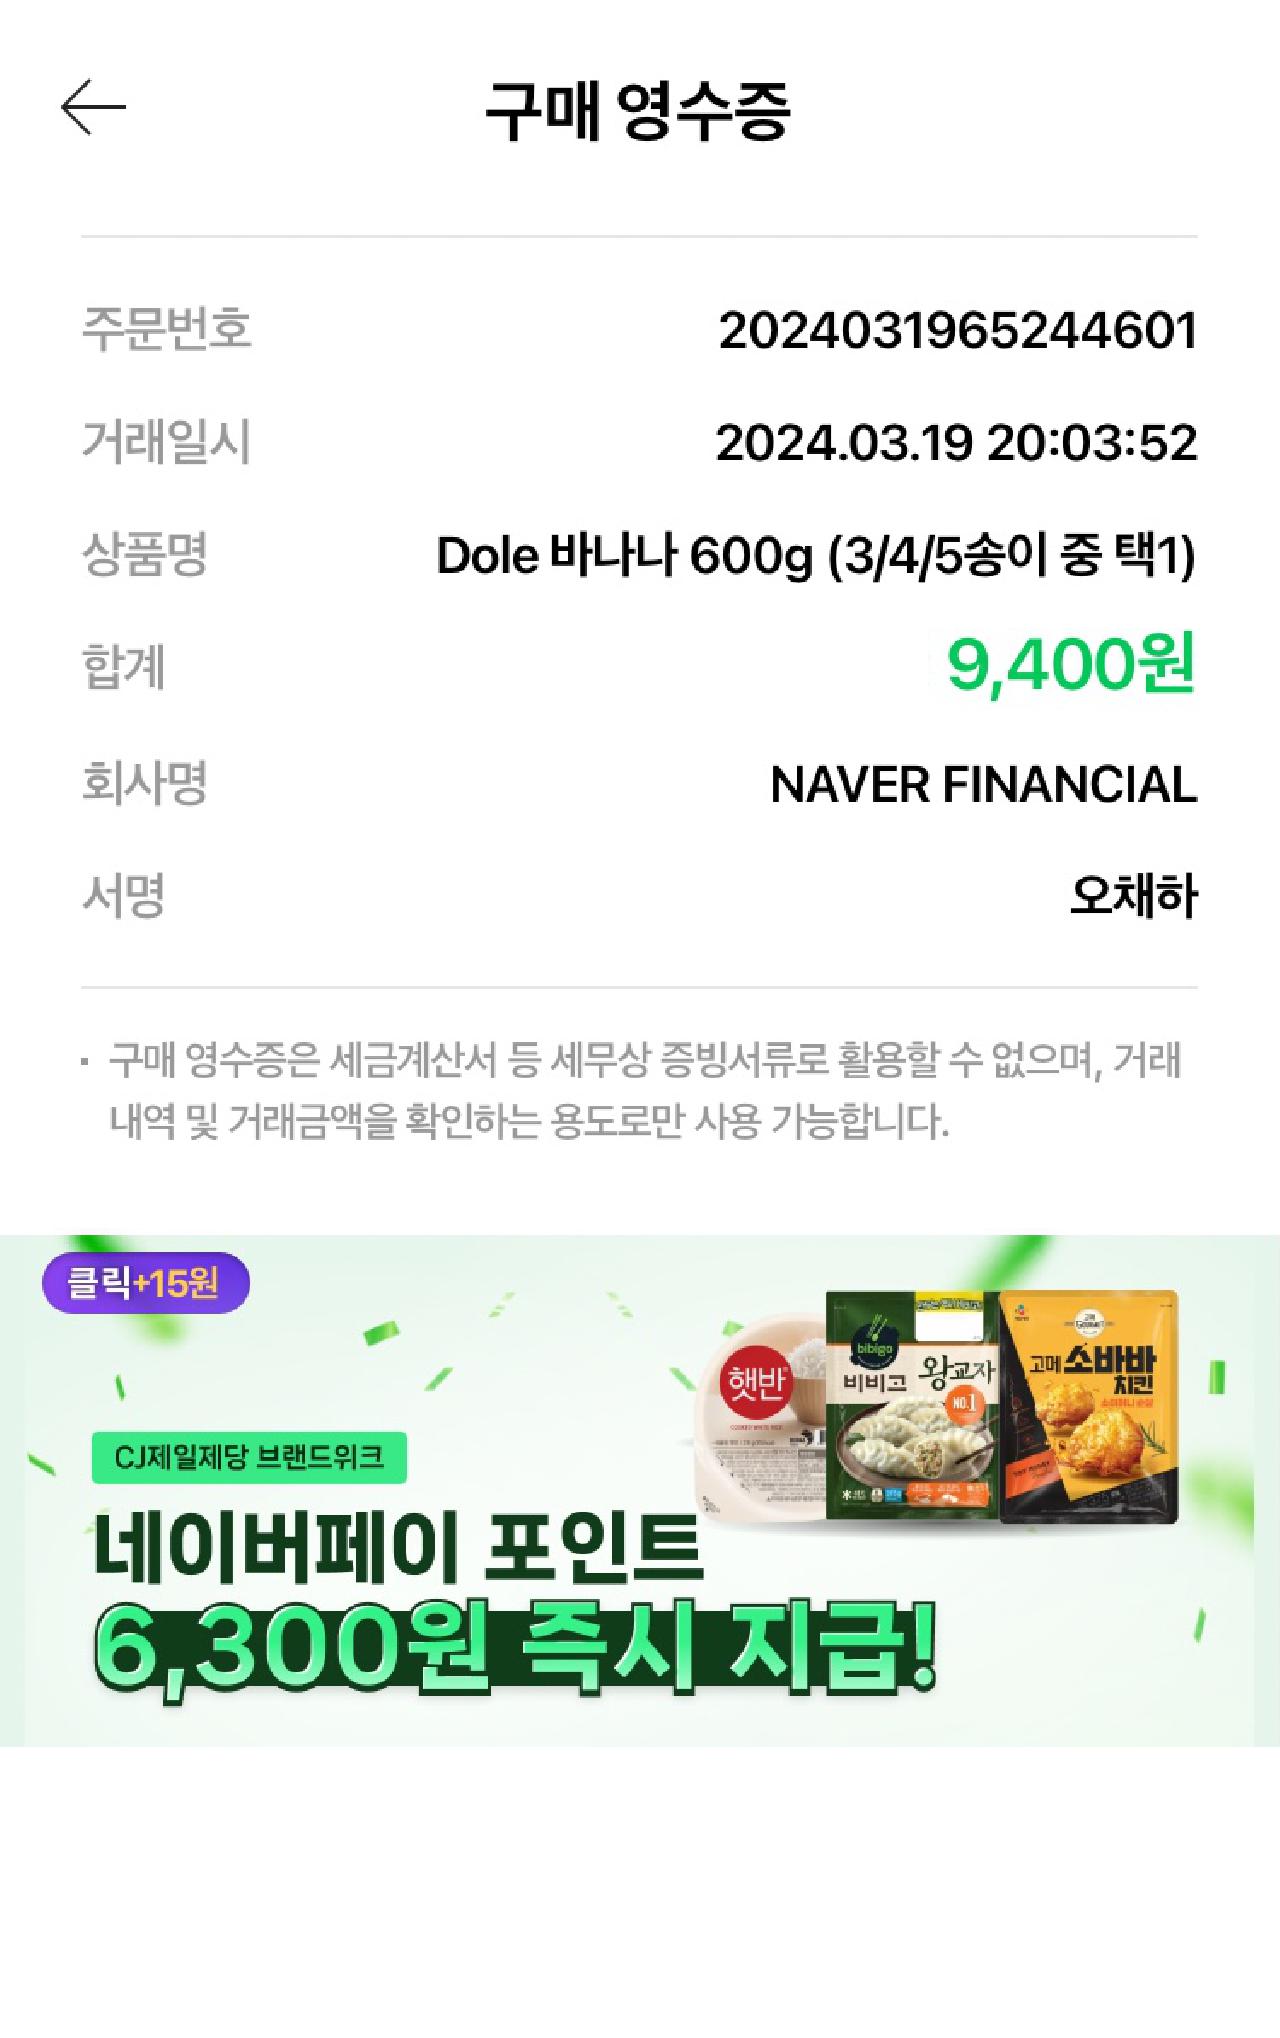 구매 영수증
주문번호 2024031965244601
거래일시 2024.03.19 20:03:52
상품명 Dole 바나나 600g (3/4/5송이 중 택1)
합계 9,400원
회사명 NAVER FINANCIAL
서명 오채하
· 구매 영수증은 세금계산서 등 세무상 증빙서류로 활용할 수 없으며, 거래
내역 및 거래금액을 확인하는 용도로만 사용 가능합니다.
클릭+15원
햇반
bibigo
비비고 왕교자
NO.1
고메 소바바
치킨
CJ제일제당 브랜드위크
네이버페이 포인트
6,300원 즉시 지급!